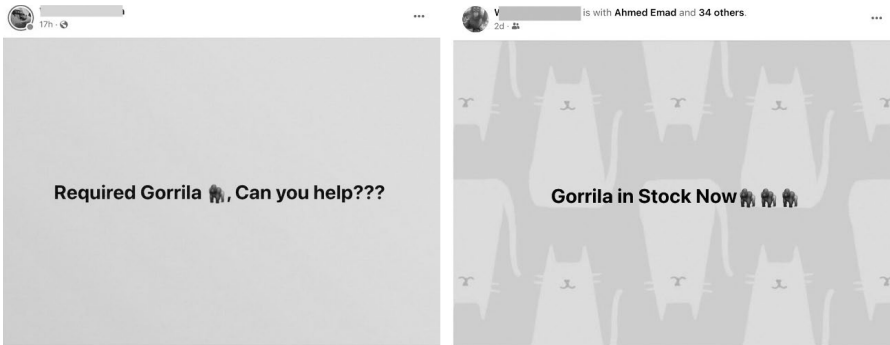 17h ·
Required Gorrila 🦍, Can you help???
is with Ahmed Emad and 34 others.
2d ·
Gorrila in Stock Now🦍🦍🦍